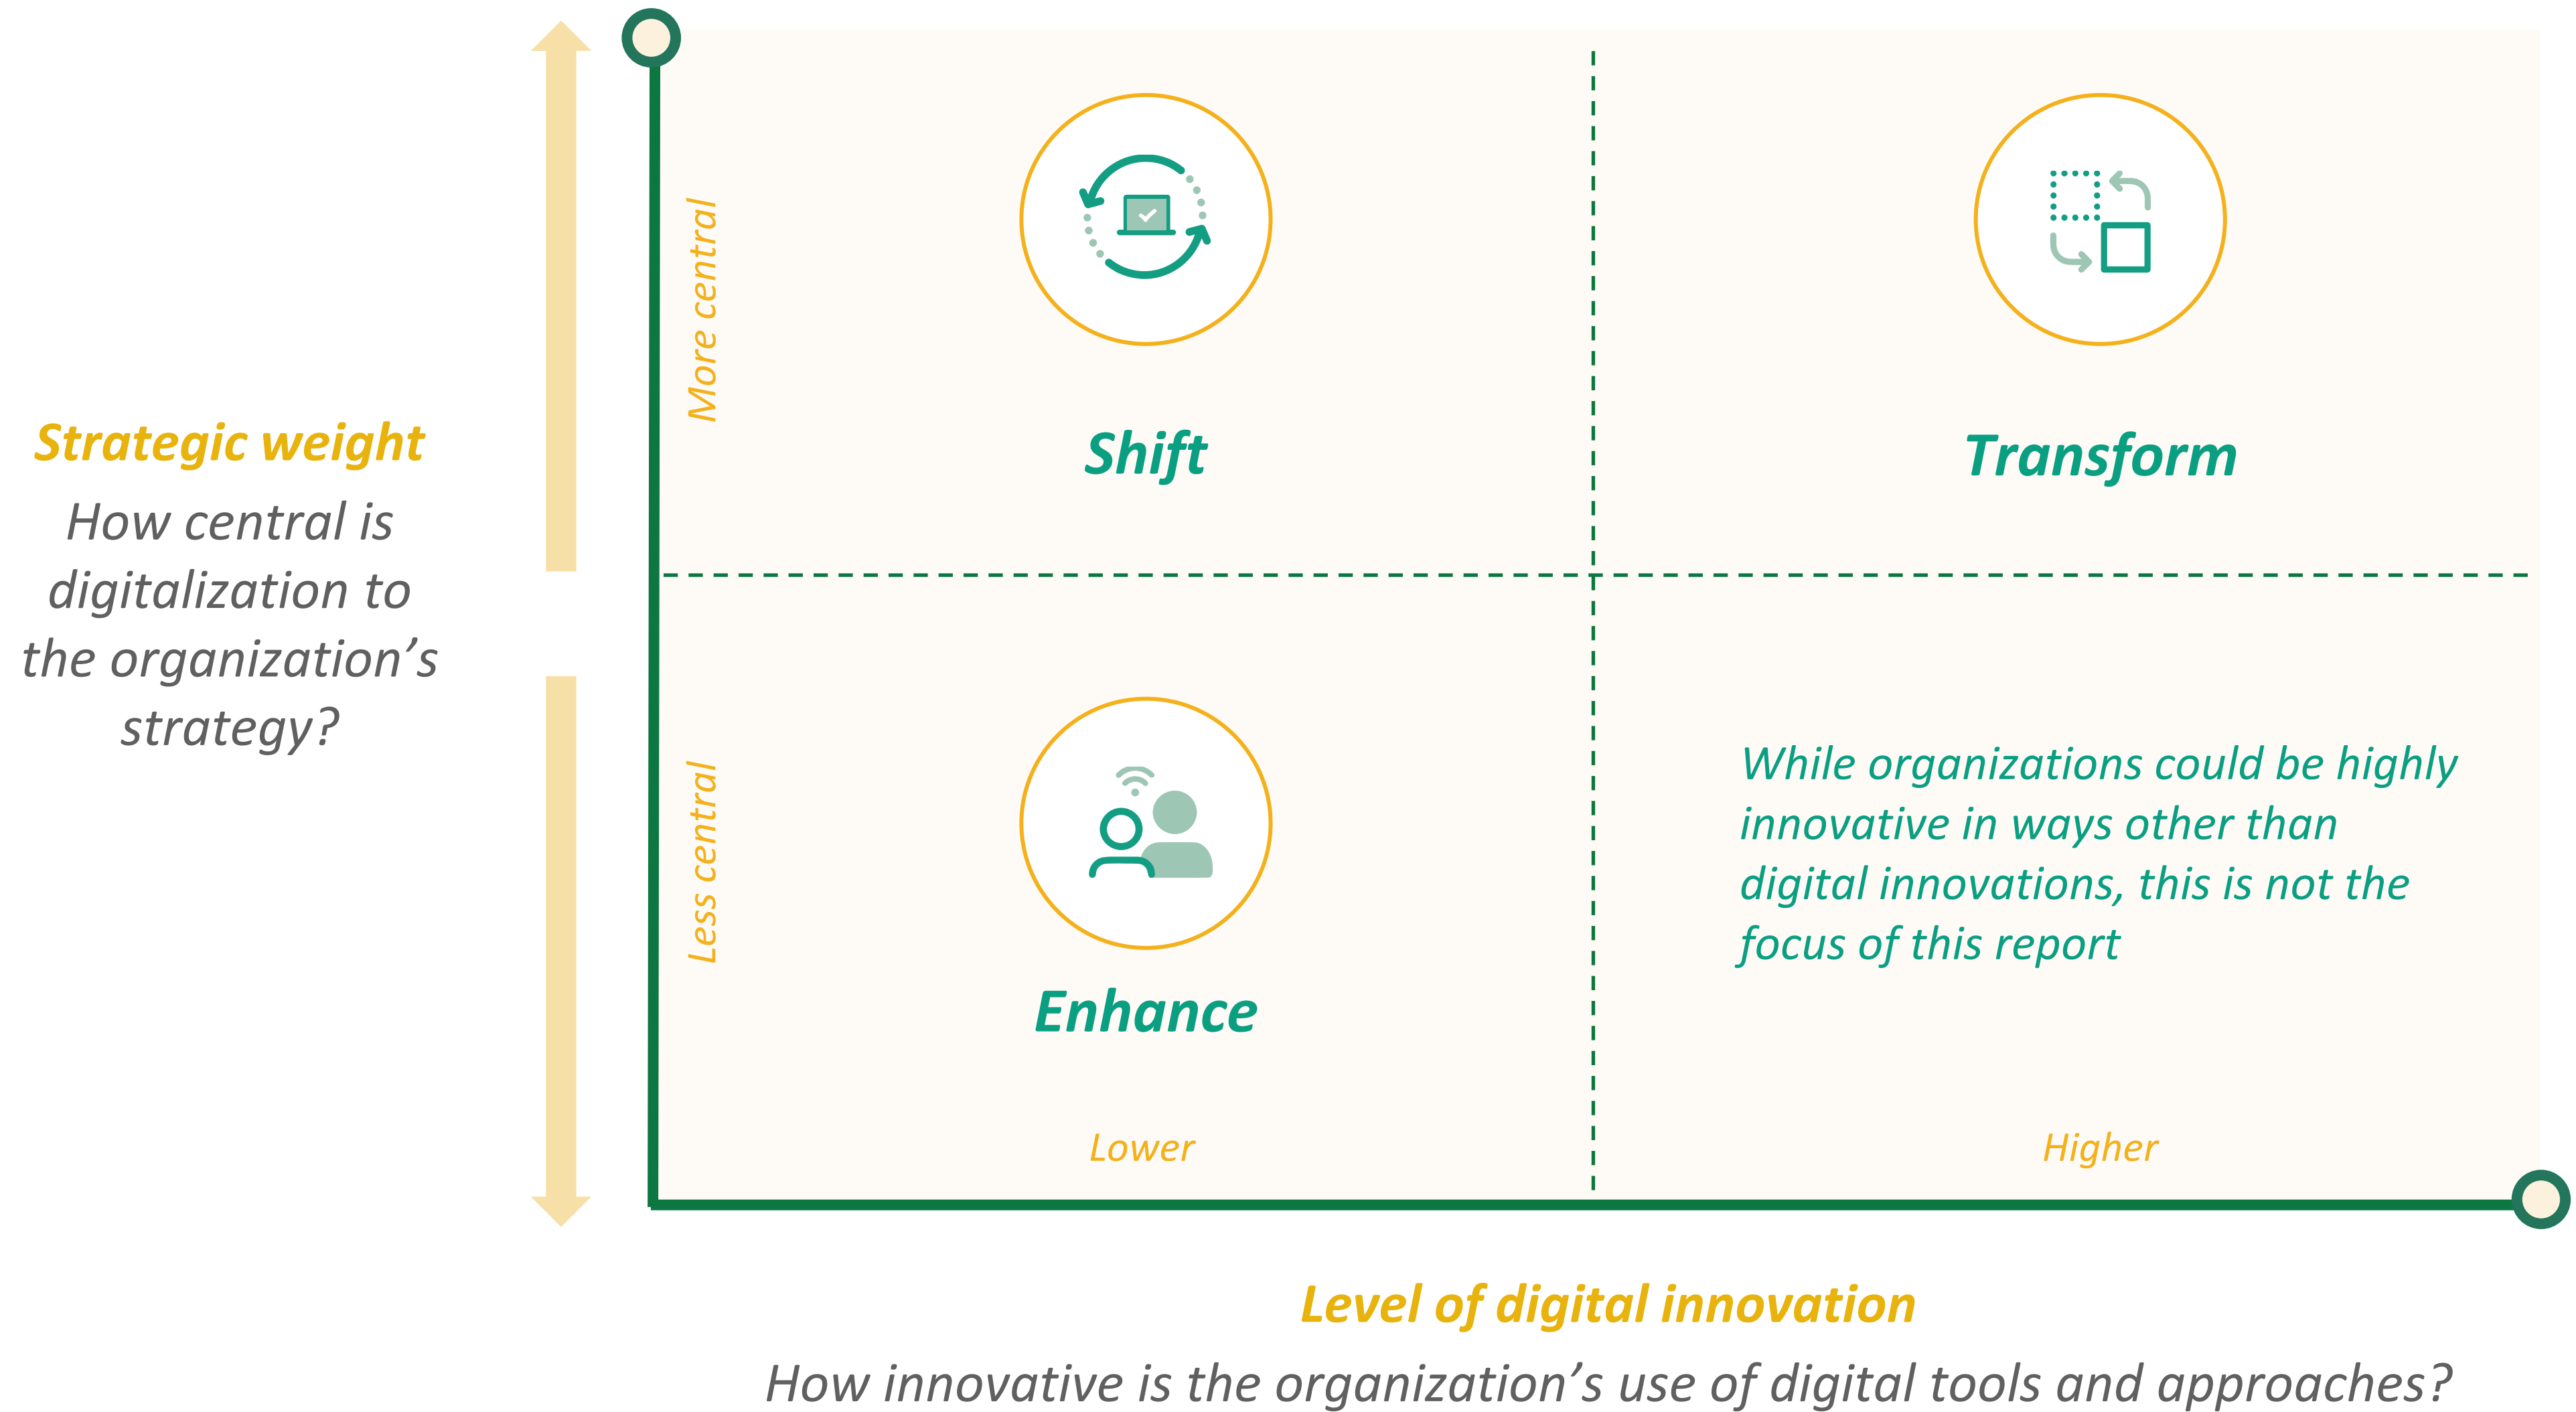 Strategic weight
How central is
digitalization to
the organization’s
strategy?
More central
Less central
Shift
Transform
Enhance
While organizations could be highly
innovative in ways other than
digital innovations, this is not the
focus of this report
Lower
Higher
Level of digital innovation
How innovative is the organization’s use of digital tools and approaches?